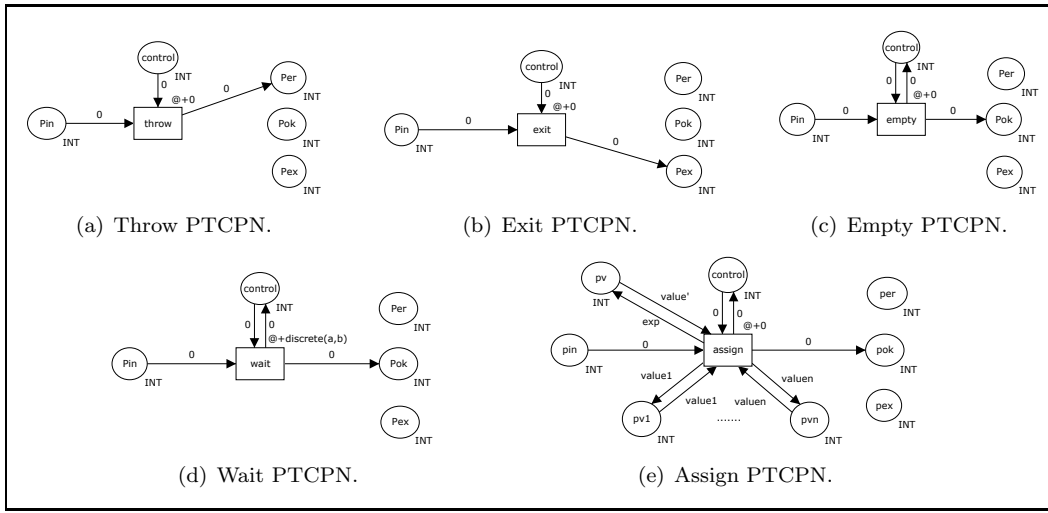 control
INT
0
@+0
0
Per
INT
Pin
INT
0
throw
Pok
INT
Pex
INT
(a) Throw PTCPN.
control
INT
0
@+0
Per
INT
Pin
INT
0
exit
Pok
INT
0
Pex
INT
(b) Exit PTCPN.
control
INT
0
0
@+0
Per
INT
Pin
INT
0
empty
0
Pok
INT
Pex
INT
(c) Empty PTCPN.
control
INT
0
0
@+discrete(a,b)
Per
INT
Pin
INT
0
wait
0
Pok
INT
Pex
INT
(d) Wait PTCPN.
pv
INT
value'
exp
control
INT
0
0
@+0
per
INT
pin
INT
0
assign
0
pok
INT
value1
value1
valuen
valuen
pv1
INT
.......
pvn
INT
pex
INT
(e) Assign PTCPN.